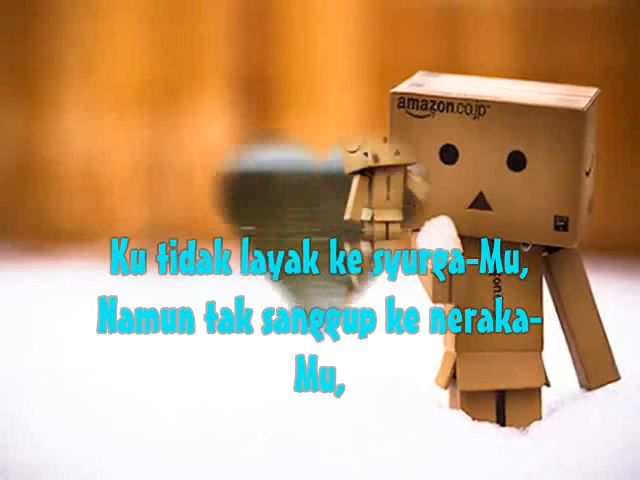 amazon.co.jp
Ku tidak layak ke syurga-Mu,
Namun tak sanggup ke neraka-
Mu,